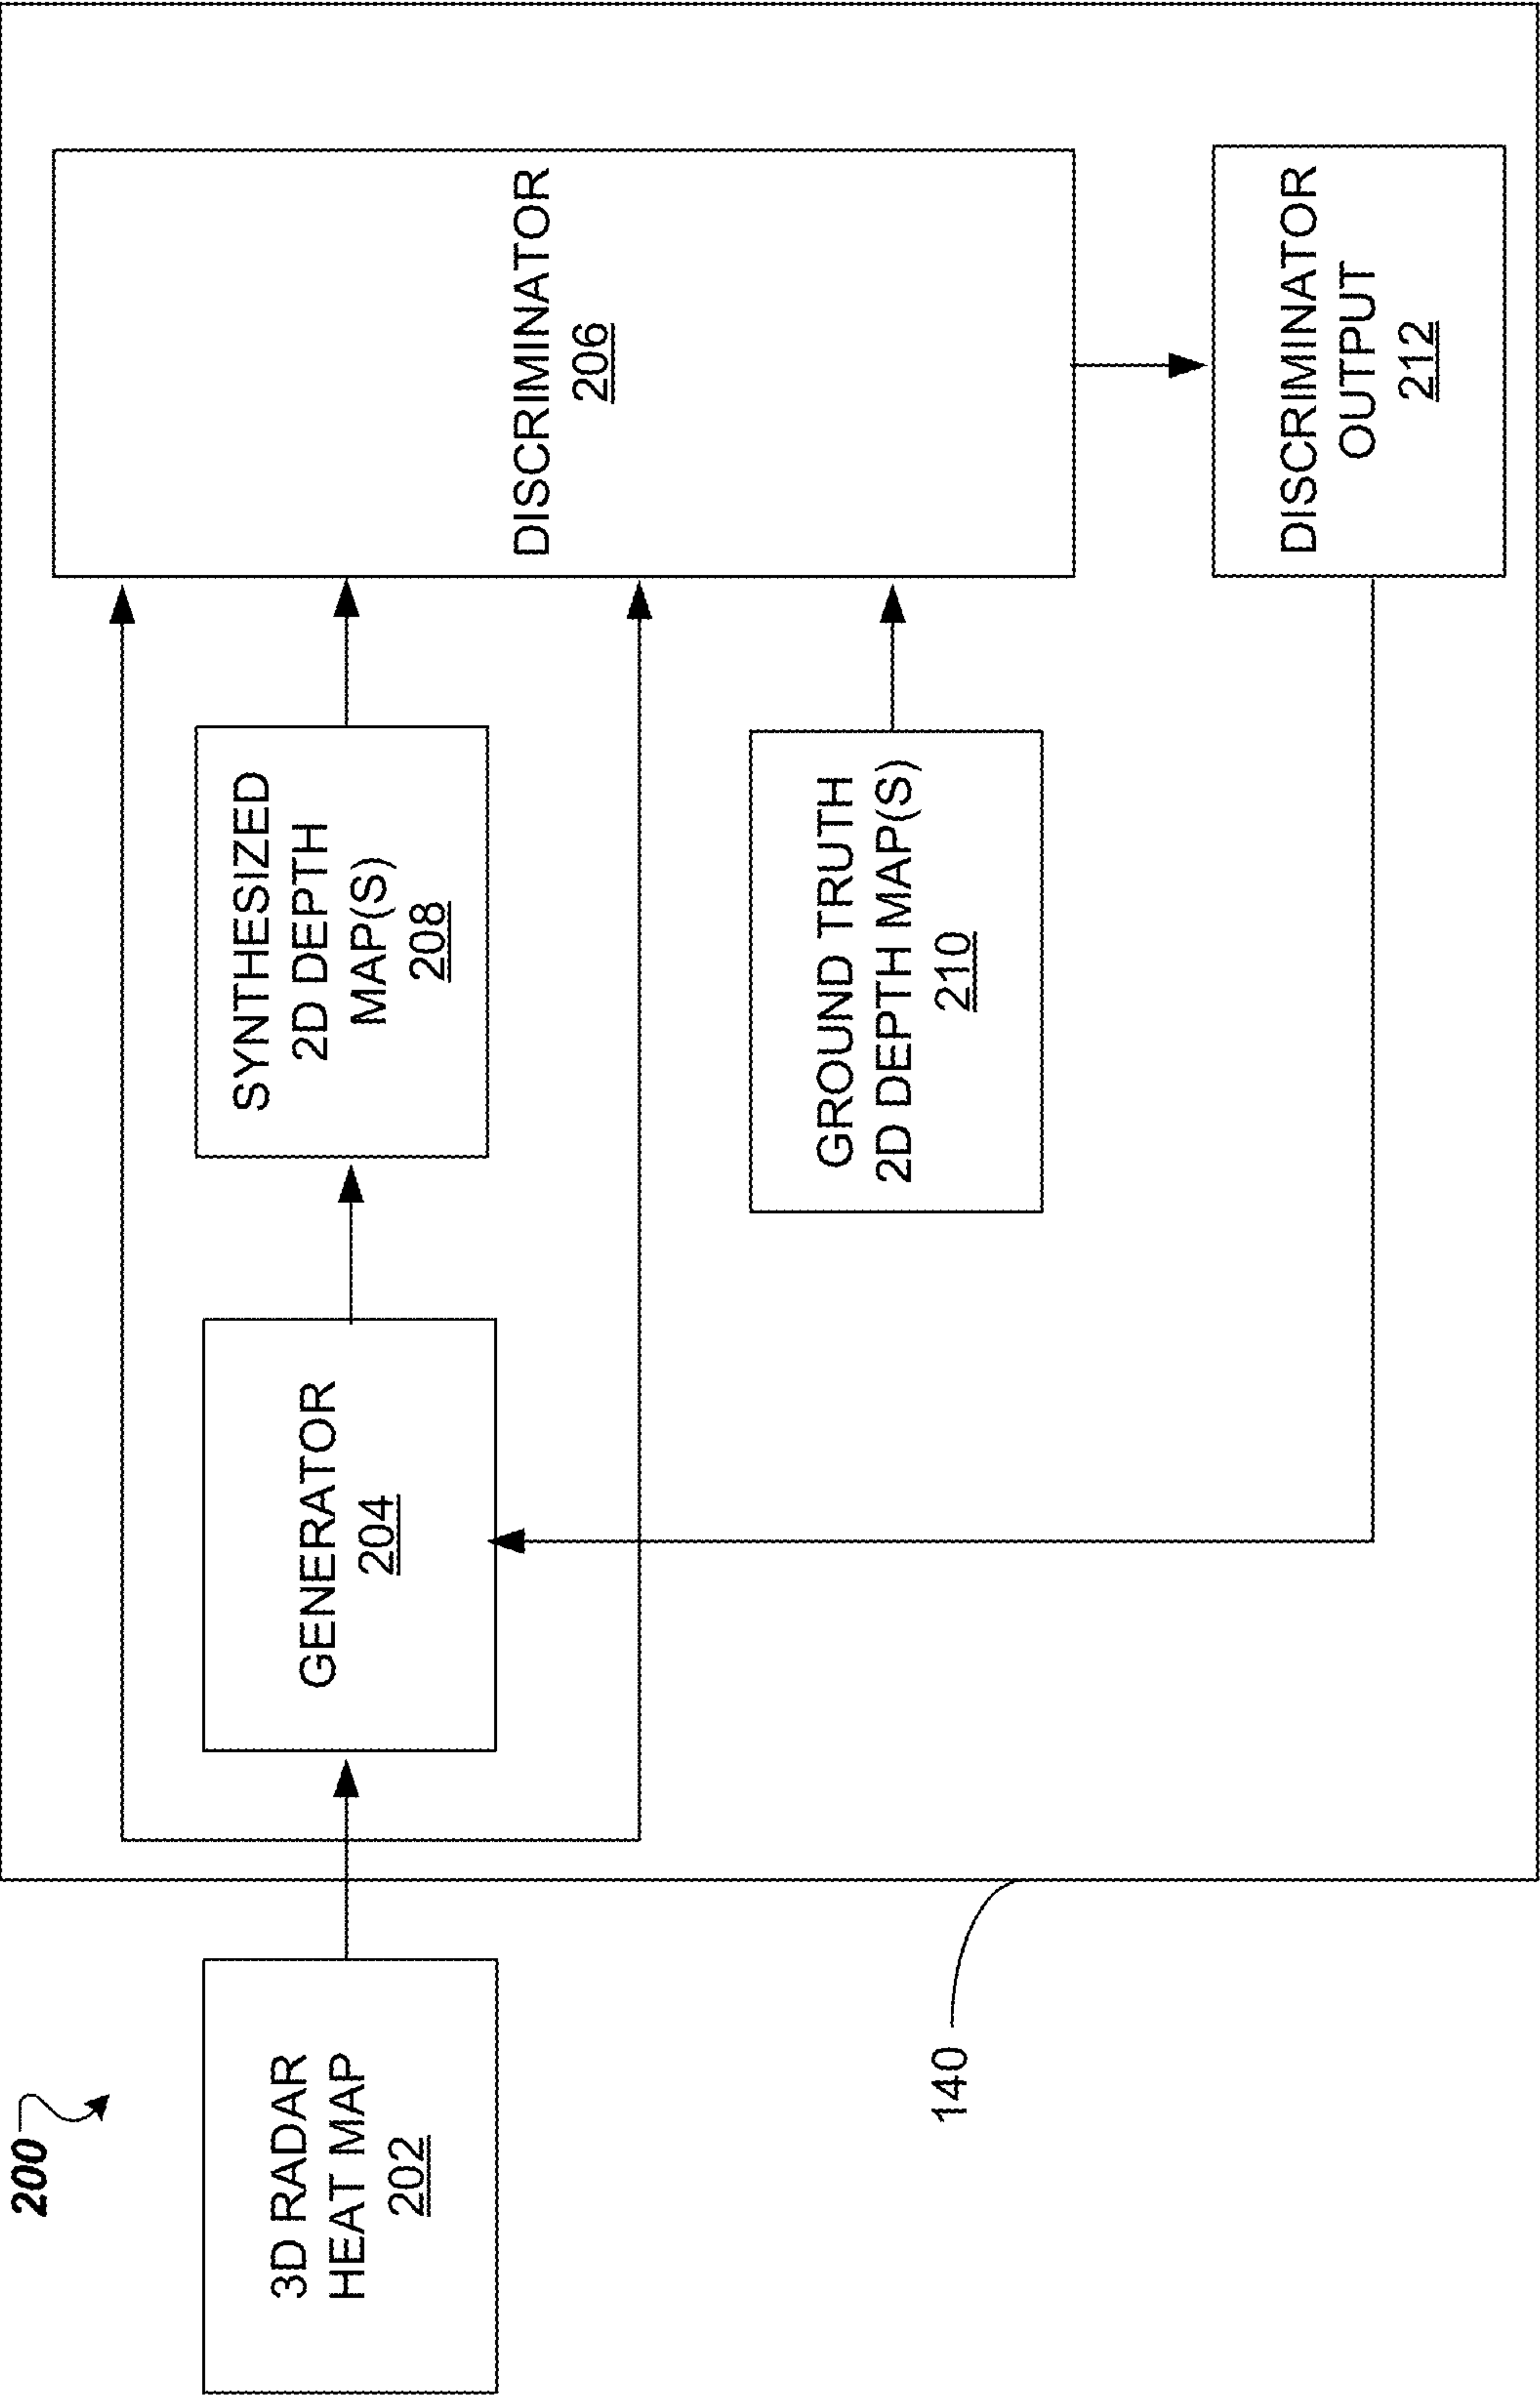 200
3D RADAR
HEAT MAP
202
GENERATOR
204
SYNTHESIZED
2D DEPTH
MAP(S)
208
DISCRIMINATOR
206
GROUND TRUTH
2D DEPTH MAP(S)
210
DISCRIMINATOR
OUTPUT
212
140